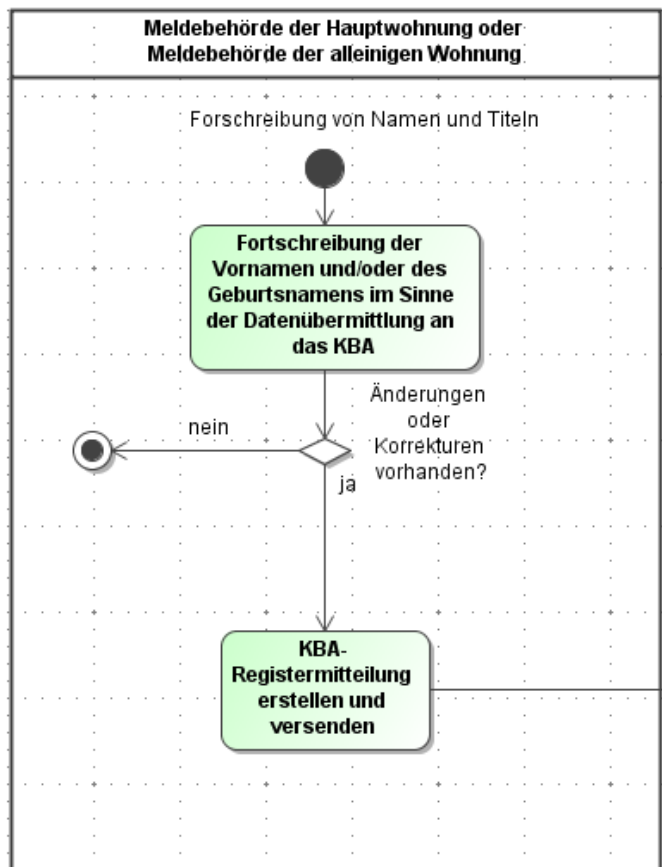 Meldebehörde der Hauptwohnung oder
Meldebehörde der alleinigen Wohnung
Forschreibung von Namen und Titeln
Fortschreibung der
Vornamen und/oder des
Geburtsnamens im Sinne
der Datenübermittlung an
das KBA
Änderungen
oder
Korrekturen
vorhanden?
nein
ja
KBA-
Registermitteilung
erstellen und
versenden